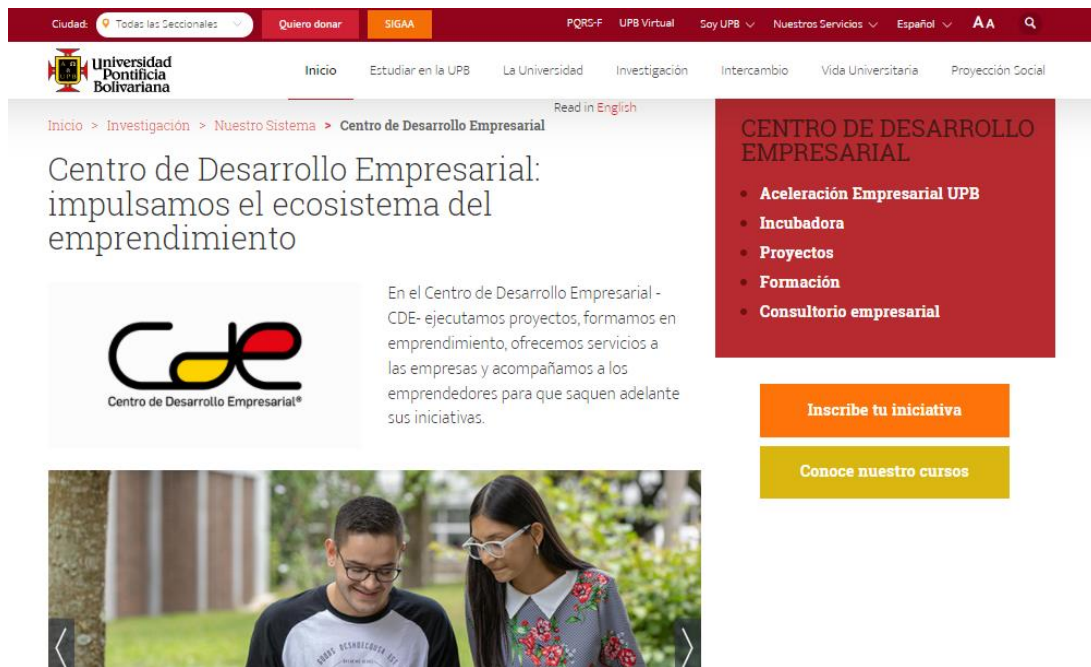 Ciudad: Todas las Seccionales Quiero donar SIGAA PQRS-F UPB Virtual Soy UPB Nuestros Servicios Español A A
Universidad
Pontificia
Bolivariana
Inicio Estudiar en la UPB La Universidad Investigación Intercambio Vida Universitaria Proyección Social
Read in English
Inicio > Investigación > Nuestro Sistema > Centro de Desarrollo Empresarial
Centro de Desarrollo Empresarial:
impulsamos el ecosistema del
emprendimiento
cde
Centro de Desarrollo Empresarial®
En el Centro de Desarrollo Empresarial -
CDE- ejecutamos proyectos, formamos en
emprendimiento, ofrecemos servicios a
las empresas y acompañamos a los
emprendedores para que saquen adelante
sus iniciativas.
CENTRO DE DESARROLLO
EMPRESARIAL
Aceleración Empresarial UPB
Incubadora
Proyectos
Formación
Consultorio empresarial
Inscribe tu iniciativa
Conoce nuestro cursos